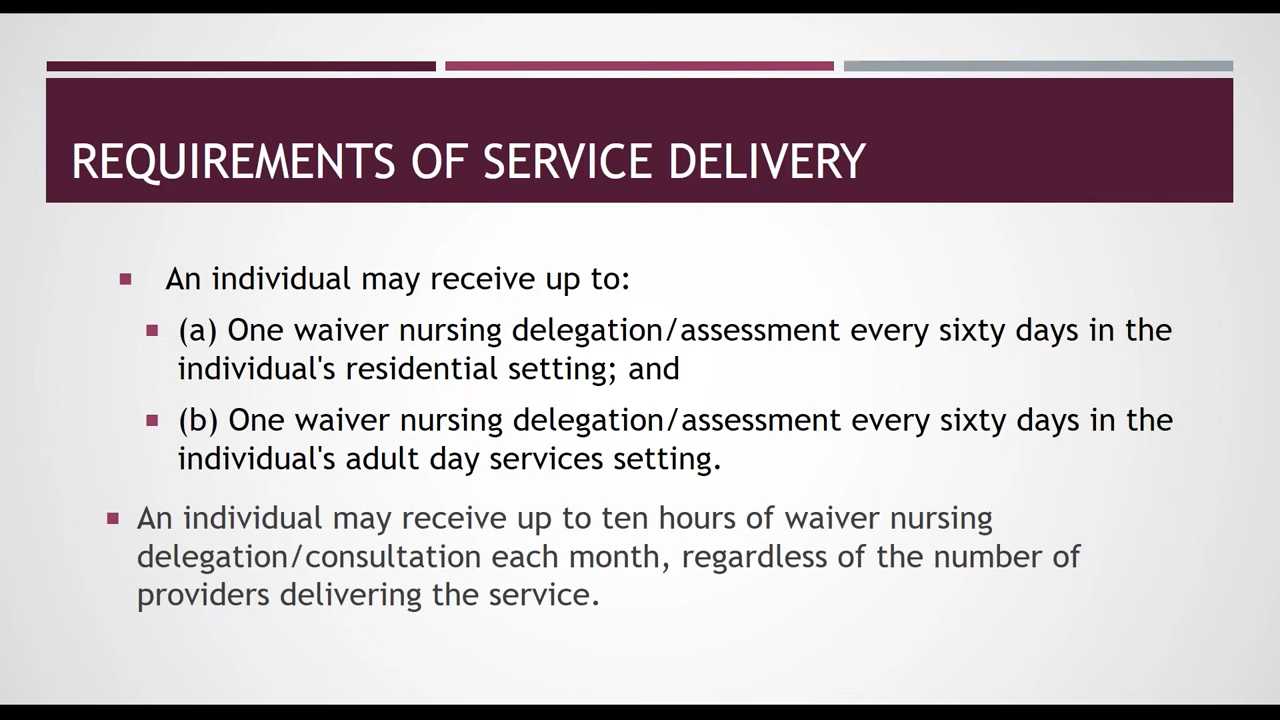 REQUIREMENTS OF SERVICE DELIVERY
An individual may receive up to:
(a) One waiver nursing delegation/assessment every sixty days in the
individual's residential setting; and
(b) One waiver nursing delegation/assessment every sixty days in the
individual's adult day services setting.
An individual may receive up to ten hours of waiver nursing
delegation/consultation each month, regardless of the number of
providers delivering the service.